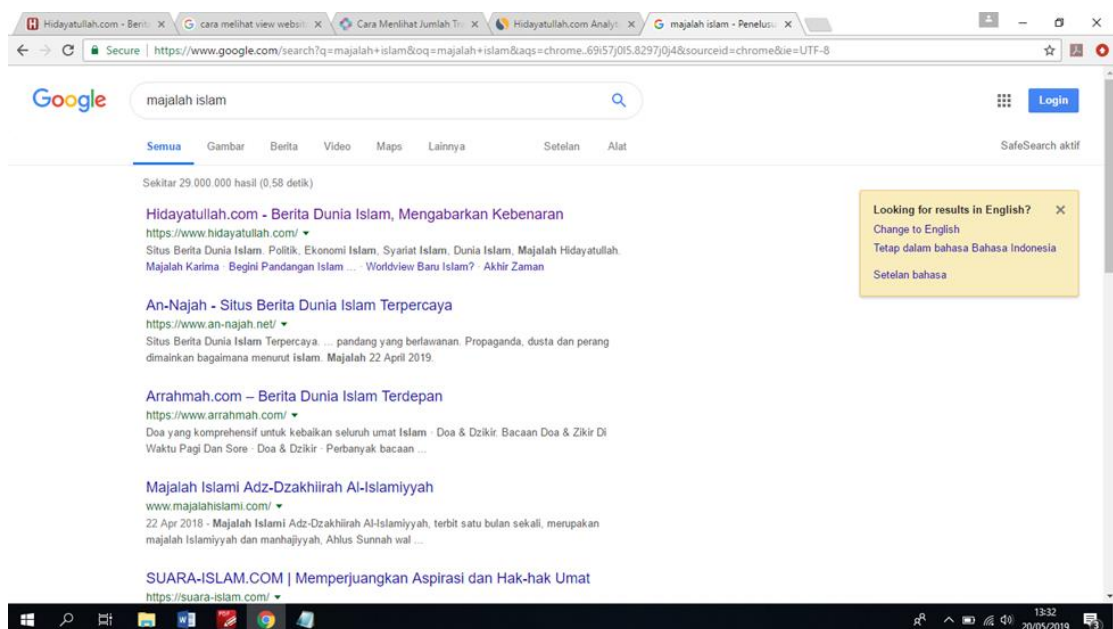 Hidayatullah.com - Berit
cara melihat view websit
Cara Menlihat Jumlah Tr
Hidayatullah.com Analyt
majalah islam - Penelusu
Secure | https://www.google.com/search?q=majalah+islam&oq=majalah+islam&aqs=chrome..69i57j0l5.8297j0j4&sourceid=chrome&ie=UTF-8
Google
majalah islam
Login
Semua Gambar Berita Video Maps Lainnya Setelan Alat
SafeSearch aktif
Sekitar 29.000.000 hasil (0,58 detik)
Hidayatullah.com - Berita Dunia Islam, Mengabarkan Kebenaran
https://www.hidayatullah.com/
Situs Berita Dunia Islam. Politik, Ekonomi Islam, Syariat Islam, Dunia Islam, Majalah Hidayatullah.
Majalah Karima · Begini Pandangan Islam ... · Worldview Baru Islam? · Akhir Zaman
Looking for results in English?
Change to English
Tetap dalam bahasa Bahasa Indonesia
Setelan bahasa
An-Najah - Situs Berita Dunia Islam Terpercaya
https://www.an-najah.net/
Situs Berita Dunia Islam Terpercaya. ... pandang yang berlawanan. Propaganda, dusta dan perang
dimainkan bagaimana menurut islam. Majalah 22 April 2019.
Arrahmah.com – Berita Dunia Islam Terdepan
https://www.arrahmah.com/
Doa yang komprehensif untuk kebaikan seluruh umat Islam · Doa & Dzikir. Bacaan Doa & Zikir Di
Waktu Pagi Dan Sore · Doa & Dzikir · Perbanyak bacaan ...
Majalah Islami Adz-Dzakhiirah Al-Islamiyyah
www.majalahislami.com/
22 Apr 2018 - Majalah Islami Adz-Dzakhiirah Al-Islamiyyah, terbit satu bulan sekali, merupakan
majalah Islamiyyah dan manhajiyyah, Ahlus Sunnah wal ...
SUARA-ISLAM.COM | Memperjuangkan Aspirasi dan Hak-hak Umat
https://suara-islam.com/
13:32
20/05/2019